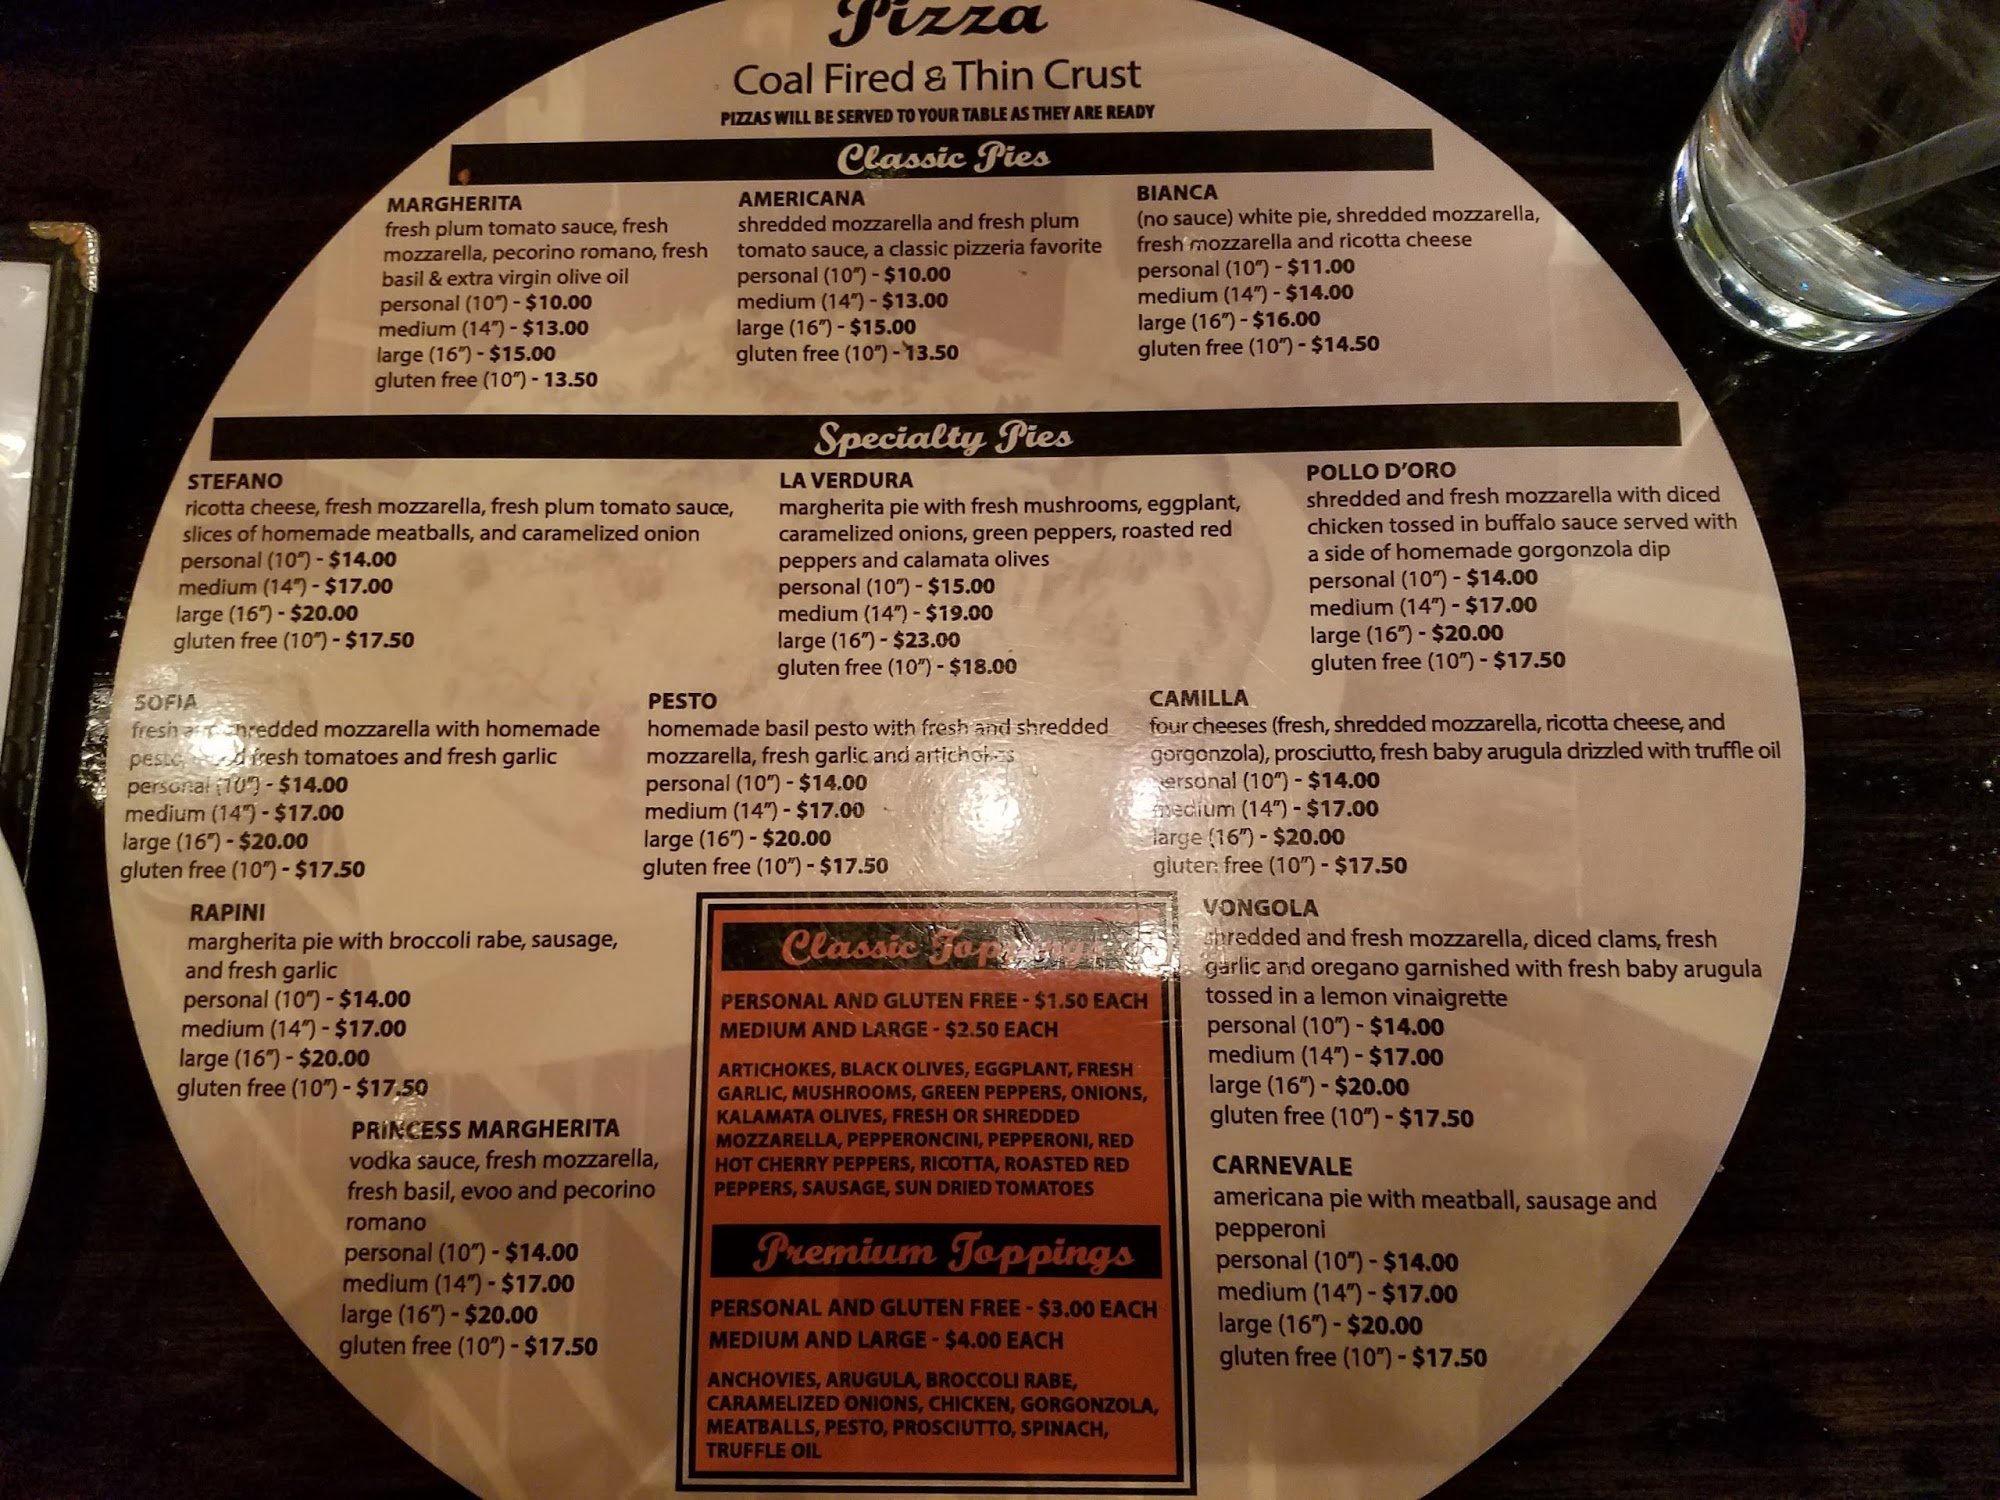 Pizza
Coal Fired & Thin Crust
PIZZAS WILL BE SERVED TO YOUR TABLE AS THEY ARE READY
Classic Pies
MARGHERITA
fresh plum tomato sauce, fresh
mozzarella, pecorino romano, fresh
basil & extra virgin olive oil
personal (10") - $10.00
medium (14") - $13.00
large (16") - $15.00
gluten free (10") - 13.50
AMERICANA
shredded mozzarella and fresh plum
tomato sauce, a classic pizzeria favorite
personal (10") - $10.00
medium (14") - $13.00
large (16") - $15.00
gluten free (10") - 13.50
BIANCA
(no sauce) white pie, shredded mozzarella,
fresh mozzarella and ricotta cheese
personal (10") - $11.00
medium (14") - $14.00
large (16") - $16.00
gluten free (10") - $14.50
Specialty Pies
STEFANO
ricotta cheese, fresh mozzarella, fresh plum tomato sauce,
slices of homemade meatballs, and caramelized onion
personal (10") - $14.00
medium (14") - $17.00
large (16") - $20.00
gluten free (10") - $17.50
LA VERDURA
margherita pie with fresh mushrooms, eggplant,
caramelized onions, green peppers, roasted red
peppers and calamata olives
personal (10") - $15.00
medium (14") - $19.00
large (16") - $23.00
gluten free (10") - $18.00
POLLO D'ORO
shredded and fresh mozzarella with diced
chicken tossed in buffalo sauce served with
a side of homemade gorgonzola dip
personal (10") - $14.00
medium (14") - $17.00
large (16") - $20.00
gluten free (10") - $17.50
SOFIA
fresh shredded mozzarella with homemade
pesto, fresh tomatoes and fresh garlic
personal (10") - $14.00
medium (14") - $17.00
large (16") - $20.00
gluten free (10") - $17.50
PESTO
homemade basil pesto with fresh and shredded
mozzarella, fresh garlic and artichokes
personal (10") - $14.00
medium (14") - $17.00
large (16") - $20.00
gluten free (10") - $17.50
CAMILLA
four cheeses (fresh, shredded mozzarella, ricotta cheese, and
gorgonzola), prosciutto, fresh baby arugula drizzled with truffle oil
personal (10") - $14.00
medium (14") - $17.00
large (16") - $20.00
gluten free (10") - $17.50
RAPINI
margherita pie with broccoli rabe, sausage,
and fresh garlic
personal (10") - $14.00
medium (14") - $17.00
large (16") - $20.00
gluten free (10") - $17.50
VONGOLA
shredded and fresh mozzarella, diced clams, fresh
garlic and oregano garnished with fresh baby arugula
tossed in a lemon vinaigrette
personal (10") - $14.00
medium (14") - $17.00
large (16") - $20.00
gluten free (10") - $17.50
PRINCESS MARGHERITA
vodka sauce, fresh mozzarella,
fresh basil, evoo and pecorino
romano
personal (10") - $14.00
medium (14") - $17.00
large (16") - $20.00
gluten free (10") - $17.50
CARNEVALE
americana pie with meatball, sausage and
pepperoni
personal (10") - $14.00
medium (14") - $17.00
large (16") - $20.00
gluten free (10") - $17.50
Classic Toppings
PERSONAL AND GLUTEN FREE - $1.50 EACH
MEDIUM AND LARGE - $2.50 EACH
ARTICHOKES, BLACK OLIVES, EGGPLANT, FRESH
GARLIC, MUSHROOMS, GREEN PEPPERS, ONIONS,
KALAMATA OLIVES, FRESH OR SHREDDED
MOZZARELLA, PEPPERONCINI, PEPPERONI, RED
HOT CHERRY PEPPERS, RICOTTA, ROASTED RED
PEPPERS, SAUSAGE, SUN DRIED TOMATOES
Premium Toppings
PERSONAL AND GLUTEN FREE - $3.00 EACH
MEDIUM AND LARGE - $4.00 EACH
ANCHOVIES, ARUGULA, BROCCOLI RABE,
CARAMELIZED ONIONS, CHICKEN, GORGONZOLA,
MEATBALLS, PESTO, PROSCIUTTO, SPINACH,
TRUFFLE OIL